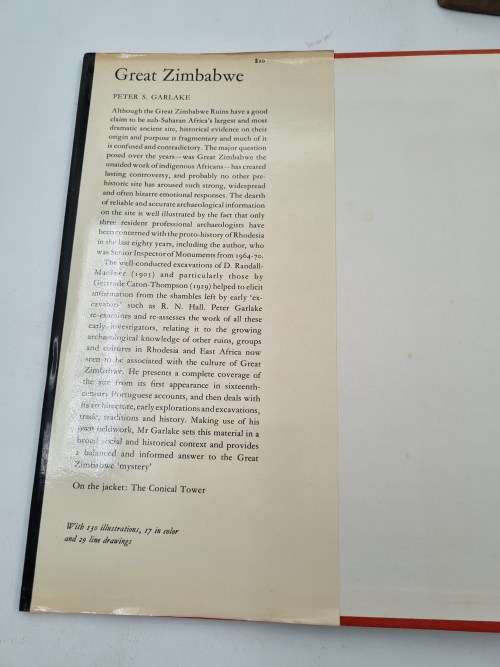 $20
Great Zimbabwe
PETER S. GARLAKE
Although the Great Zimbabwe Ruins have a good
claim to be sub-Saharan Africa's largest and most
dramatic ancient site, historical evidence on their
origin and purpose is fragmentary and much of it
is confused and contradictory. The major question
posed over the years—was Great Zimbabwe the
unaided work of indigenous Africans—has created
lasting controversy, and probably no other pre-
historic site has aroused such strong, widespread
and often bizarre emotional responses. The dearth
of reliable and accurate archaeological information
on the site is well illustrated by the fact that only
three resident professional archaeologists have
been concerned with the proto-history of Rhodesia
in the last eighty years, including the author, who
was Senior Inspector of Monuments from 1964-70.
The well-conducted excavations of D. Randall-
MacIver (1905) and particularly those by
Gertrude Caton-Thompson (1929) helped to elicit
information from the shambles left by early 'ex-
cavators' such as R. N. Hall. Peter Garlake
re-examines and re-assesses the work of all these
early investigators, relating it to the growing
archaeological knowledge of other ruins, groups
and cultures in Rhodesia and East Africa now
seen to be associated with the culture of Great
Zimbabwe. He presents a complete coverage of
the site from its first appearance in sixteenth-
century Portuguese accounts, and then deals with
its architecture, early explorations and excavations,
trade, traditions and history. Making use of his
own fieldwork, Mr Garlake sets this material in a
broad social and historical context and provides
a balanced and informed answer to the Great
Zimbabwe 'mystery'
On the jacket: The Conical Tower
With 130 illustrations, 17 in color
and 29 line drawings